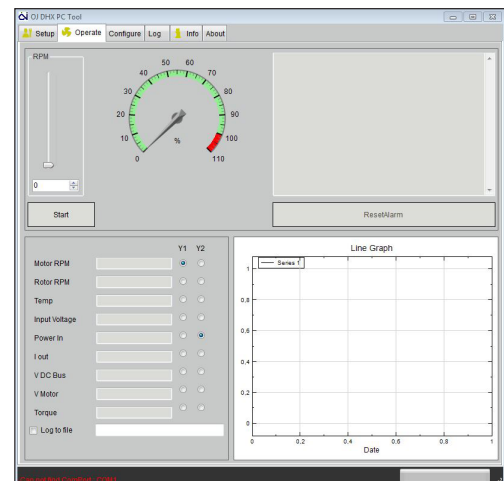 OJ DHX PC Tool
Setup Operate Configure Log Info About
RPM
0
Start
0 10 20 30 40 50 60 70 80 90 100 110
%
ResetAlarm
Y1 Y2
Motor RPM
Rotor RPM
Temp
Input Voltage
Power In
I out
V DC Bus
V Motor
Torque
Log to file
Line Graph
Series 1
1
0,8
0,6
0,4
0,2
0
0 0,2 0,4 0,6 0,8 1
Date